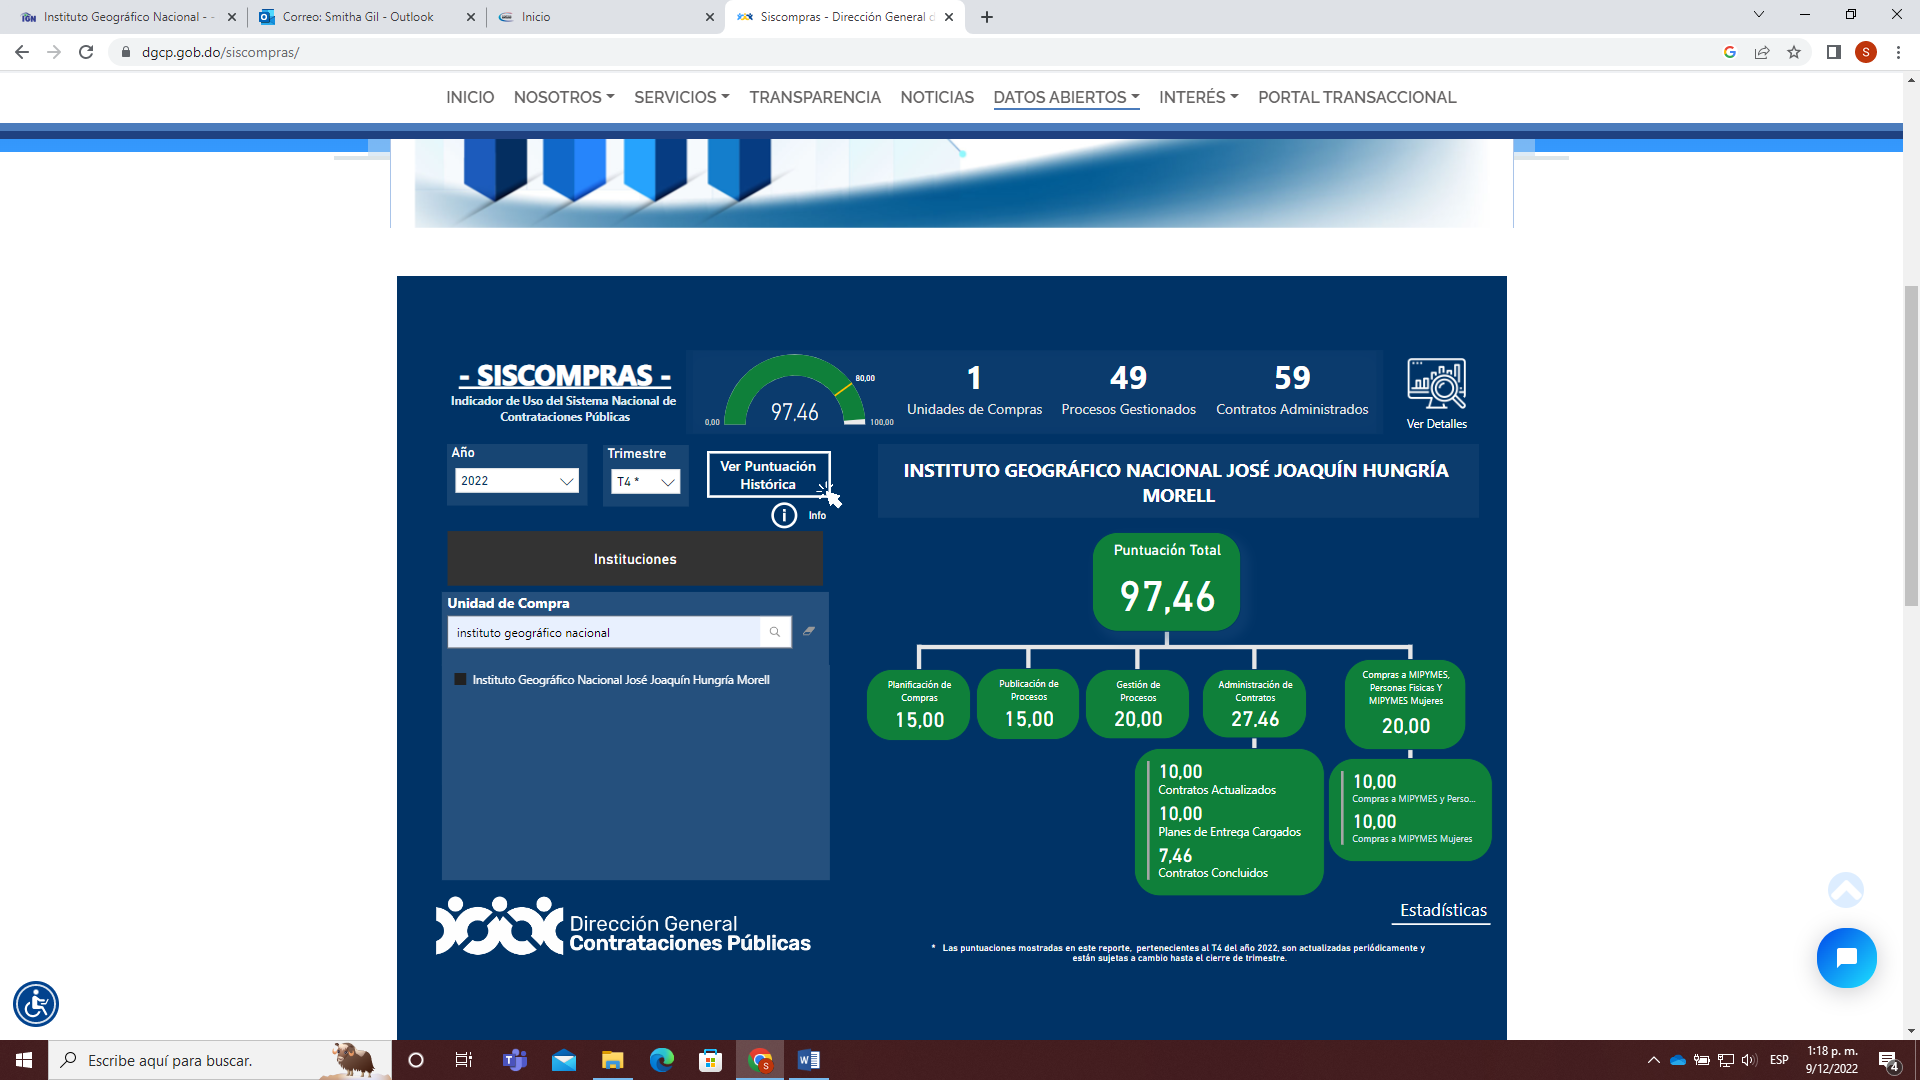 Instituto Geográfico Nacional - -
Correo: Smitha Gil - Outlook
Inicio
Siscompras - Dirección General d
dgcp.gob.do/siscompras/
S
INICIO NOSOTROS SERVICIOS TRANSPARENCIA NOTICIAS DATOS ABIERTOS INTERÉS PORTAL TRANSACCIONAL
- SISCOMPRAS -
Indicador de Uso del Sistema Nacional de
Contrataciones Públicas
80,00
97,46
0,00
100,00
1
Unidades de Compras
49
Procesos Gestionados
59
Contratos Administrados
Ver Detalles
Año
2022
Trimestre
T4 *
Ver Puntuación
Histórica
Info
INSTITUTO GEOGRÁFICO NACIONAL JOSÉ JOAQUÍN HUNGRÍA
MORELL
Instituciones
Unidad de Compra
instituto geográfico nacional
Instituto Geográfico Nacional José Joaquín Hungría Morell
Puntuación Total
97,46
Planificación de
Compras
15,00
Publicación de
Procesos
15,00
Gestión de
Procesos
20,00
Administración de
Contratos
27,46
Compras a MIPYMES,
Personas Fisicas Y
MIPYMES Mujeres
20,00
10,00
Contratos Actualizados
10,00
Planes de Entrega Cargados
7,46
Contratos Concluidos
10,00
Compras a MIPYMES y Perso...
10,00
Compras a MIPYMES Mujeres
Dirección General
Contrataciones Públicas
Estadísticas
* Las puntuaciones mostradas en este reporte, pertenecientes al T4 del año 2022, son actualizadas periódicamente y
están sujetas a cambio hasta el cierre de trimestre.
Escribe aquí para buscar.
ESP
1:18 p. m.
9/12/2022
4